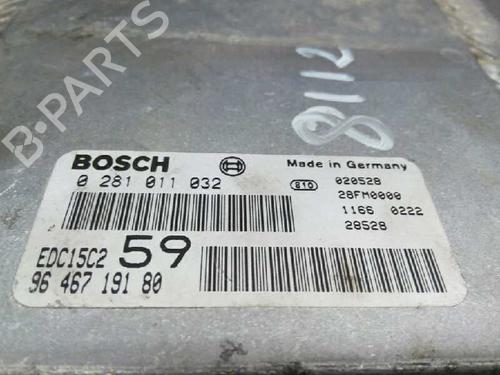 B-PARTS
8112
BOSCH
Made in Germany
0 281 011 032
810
020528
28FM0000
1166 0222
28528
EDC15C2 59
96 467 191 80